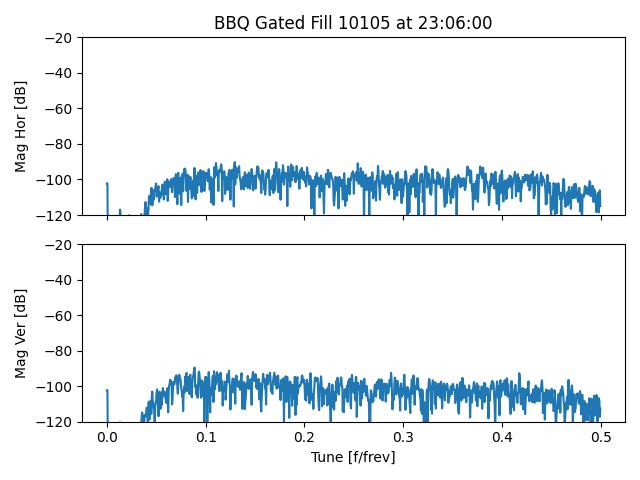 BBQ Gated Fill 10105 at 23:06:00
Mag Hor [dB]
−20
−40
−60
−80
−100
−120
Mag Ver [dB]
−20
−40
−60
−80
−100
−120
0.0 0.1 0.2 0.3 0.4 0.5
Tune [f/frev]